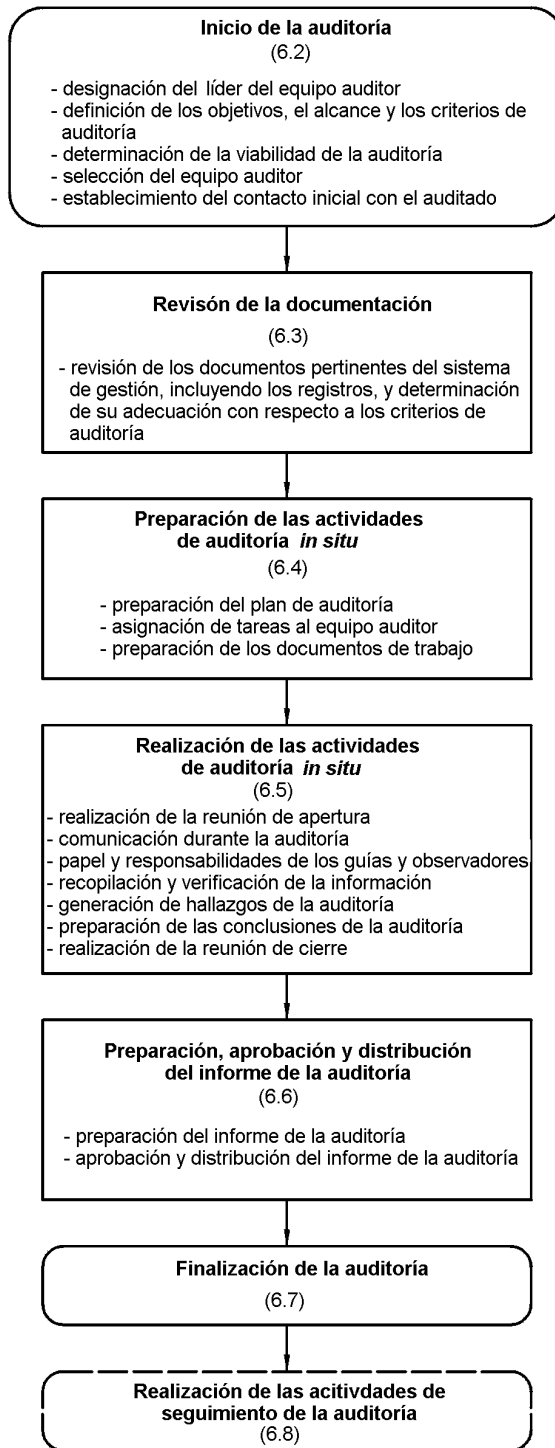 Inicio de la auditoría
(6.2)
- designación del líder del equipo auditor
- definición de los objetivos, el alcance y los criterios de
auditoría
- determinación de la viabilidad de la auditoría
- selección del equipo auditor
- establecimiento del contacto inicial con el auditado
Revisón de la documentación
(6.3)
- revisión de los documentos pertinentes del sistema
de gestión, incluyendo los registros, y determinación
de su adecuación con respecto a los criterios de
auditoría
Preparación de las actividades
de auditoría in situ
(6.4)
- preparación del plan de auditoría
- asignación de tareas al equipo auditor
- preparación de los documentos de trabajo
Realización de las actividades
de auditoría in situ
(6.5)
- realización de la reunión de apertura
- comunicación durante la auditoría
- papel y responsabilidades de los guías y observadores
- recopilación y verificación de la información
- generación de hallazgos de la auditoría
- preparación de las conclusiones de la auditoría
- realización de la reunión de cierre
Preparación, aprobación y distribución
del informe de la auditoría
(6.6)
- preparación del informe de la auditoría
- aprobación y distribución del informe de la auditoría
Finalización de la auditoría
(6.7)
Realización de las acitivdades de
seguimiento de la auditoría
(6.8)